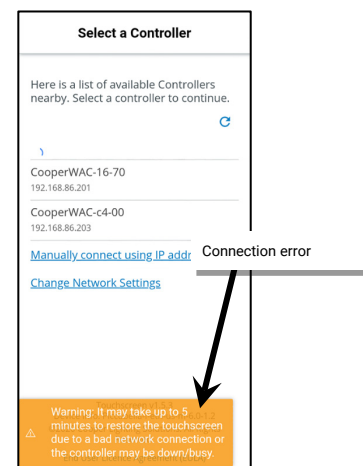 Select a Controller
Here is a list of available Controllers
nearby. Select a controller to continue.
CooperWAC-16-70
192.168.86.201
CooperWAC-c4-00
192.168.86.203
Manually connect using IP addr
Connection error
Change Network Settings
Warning: It may take up to 5
minutes to restore the touchscreen
due to a bad network connection or
the controller may be down/busy.